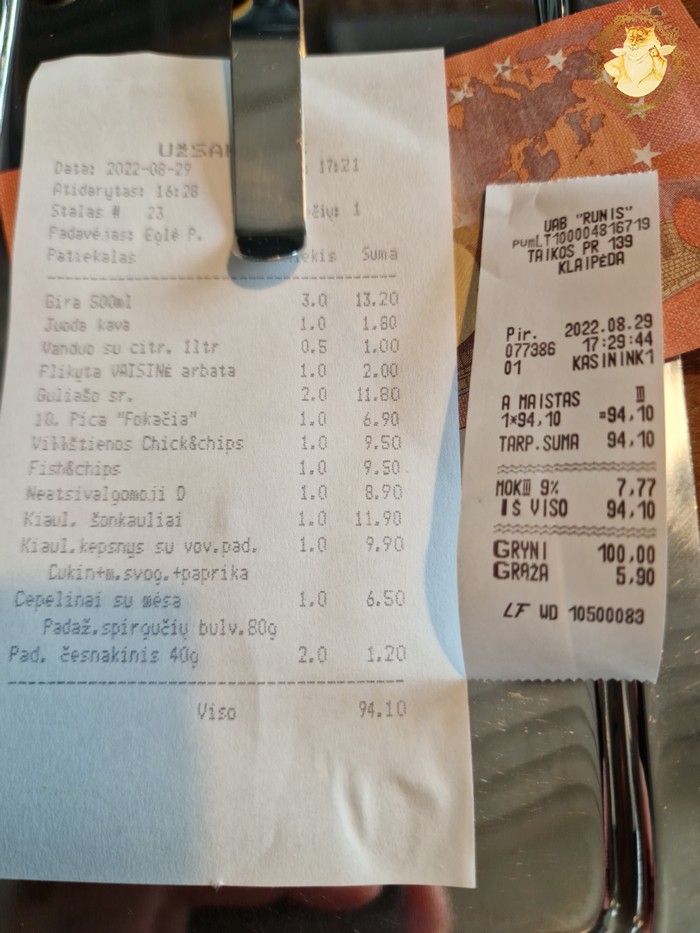 Data: 2022-08-29 17:21
Atidarytas: 16:28
Stalas # 23 1
Padavėjas: Eglė P.
Patiekalas Suma
Gira 500ml 3.0 13.20
Juoda kava 1.0 1.80
Vanduo su citr. 1ltr 0.5 1.00
Plikyta VAISINĖ arbata 1.0 2.00
Guliašo sr. 2.0 11.80
10. Pica "Fokačia" 1.0 6.90
Vištienos Chick&chips 1.0 9.50
Fish&chips 1.0 9.50
Neatsivalgomoji D 1.0 8.90
Kiaul. šonkauliai 1.0 11.90
Kiaul.kepsnys su vov.pad. 1.0 9.90
Cukin+m.svog.+paprika
Cepelinai su mėsa 1.0 6.50
Padaž.spirgučių bulv.80g
Pad. česnakinis 40g 2.0 1.20
Viso 94.10
UAB "RUNIS"
PVMLT100004816719
TAIKOS PR 139
KLAIPĖDA
Pir. 2022.08.29
077386 17:29:44
01 KASININK1
A MAISTAS
1*94,10 =94,10
TARP.SUMA 94,10
MOK 9% 7,77
IŠ VISO 94,10
GRYNI 100,00
GRĄŽA 5,90
LF WD 10500083